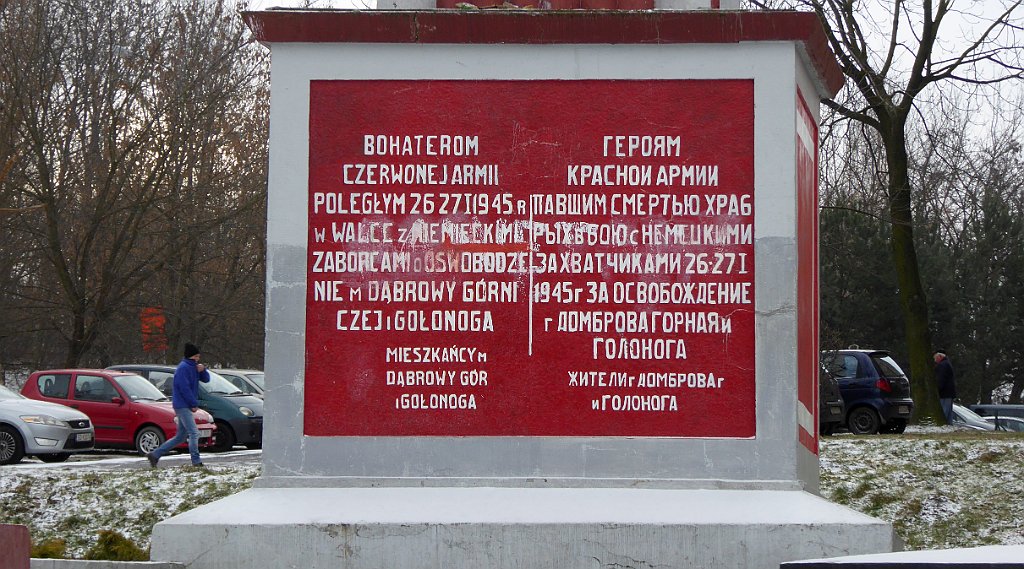 BOHATEROM
CZERWONEJ ARMII
POLEGŁYM 26 27 I 1945 R
W WALCE Z NIEMIECKIMI
ZABORCAMI O OSWOBODZE
NIE M DĄBROWY GÓRNI
CZEJ I GOŁONOGA
MIESZKAŃCY M
DĄBROWY GÓR
I GOŁONOGA
ГЕРОЯМ
КРАСНОИ АРМИИ
ПАВШИМ СМЕРТЬЮ ХРАБ
РЫХ В БОЮ С НЕМЕЦКИМИ
ЗАХВАТЧИКАМИ 26-27 I
1945 г ЗА ОСВОБОЖДЕНИЕ
г ДОМБРОВА ГОРНАЯ и
ГОЛОНОГА
ЖИТЕЛИ г ДОМБРОВА г
и ГОЛОНОГА